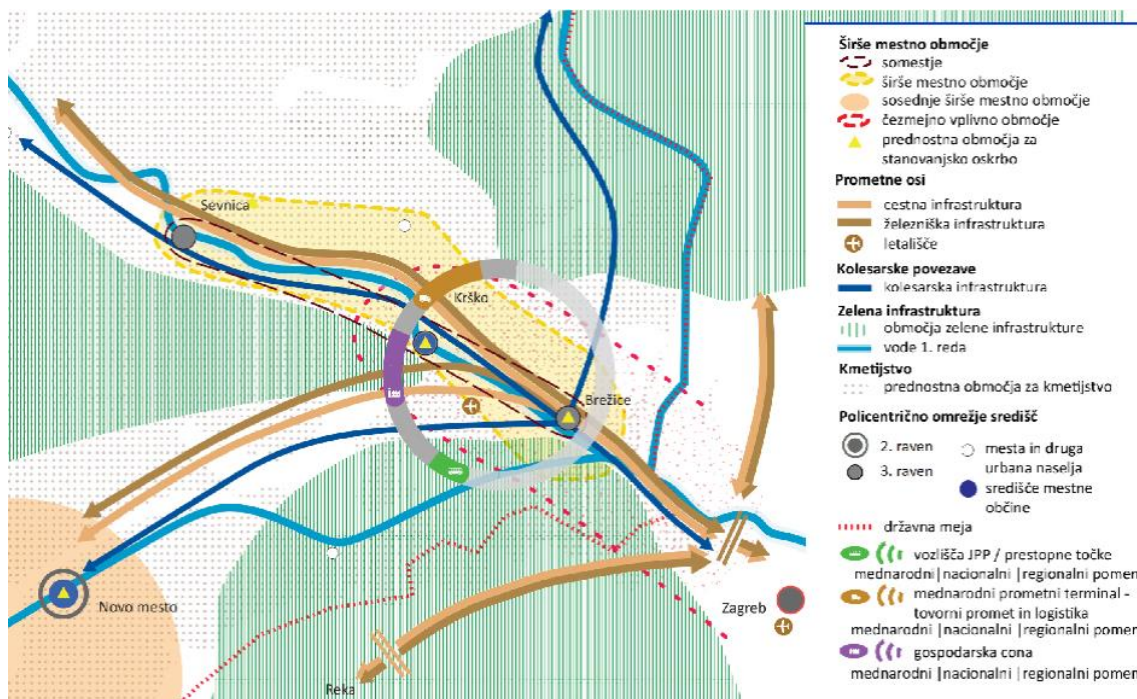 Sevnica
Krško
Brežice
Novo mesto
Zagreb
Reka
Širše mestno območje
somestje
širše mestno območje
sosednje širše mestno območje
čezmejno vplivno območje
prednostna območja za
stanovanjsko oskrbo
Prometne osi
cestna infrastruktura
železniška infrastruktura
letališče
Kolesarske povezave
kolesarska infrastruktura
Zelena infrastruktura
območja zelene infrastrukture
vode 1. reda
Kmetijstvo
prednostna območja za kmetijstvo
Policentrično omrežje središč
2. raven
3. raven
mesta in druga
urbana naselja
središče mestne
občine
državna meja
vozlišča JPP / prestopne točke
mednarodni |nacionalni |regionalni pomen
mednarodni prometni terminal -
tovorni promet in logistika
mednarodni |nacionalni |regionalni pomen
gospodarska cona
mednarodni |nacionalni |regionalni pomen